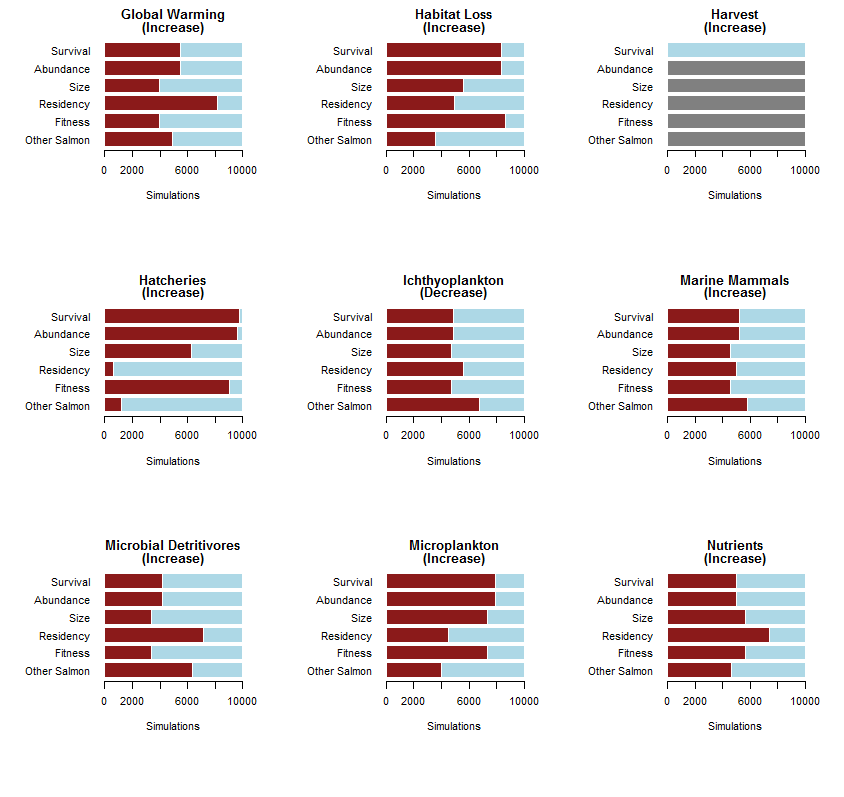 Global Warming
(Increase)
Survival
Abundance
Size
Residency
Fitness
Other Salmon
0 2000 6000 10000
Simulations
Habitat Loss
(Increase)
Survival
Abundance
Size
Residency
Fitness
Other Salmon
0 2000 6000 10000
Simulations
Harvest
(Increase)
Survival
Abundance
Size
Residency
Fitness
Other Salmon
0 2000 6000 10000
Simulations
Hatcheries
(Increase)
Survival
Abundance
Size
Residency
Fitness
Other Salmon
0 2000 6000 10000
Simulations
Ichthyoplankton
(Decrease)
Survival
Abundance
Size
Residency
Fitness
Other Salmon
0 2000 6000 10000
Simulations
Marine Mammals
(Increase)
Survival
Abundance
Size
Residency
Fitness
Other Salmon
0 2000 6000 10000
Simulations
Microbial Detritivores
(Increase)
Survival
Abundance
Size
Residency
Fitness
Other Salmon
0 2000 6000 10000
Simulations
Microplankton
(Increase)
Survival
Abundance
Size
Residency
Fitness
Other Salmon
0 2000 6000 10000
Simulations
Nutrients
(Increase)
Survival
Abundance
Size
Residency
Fitness
Other Salmon
0 2000 6000 10000
Simulations